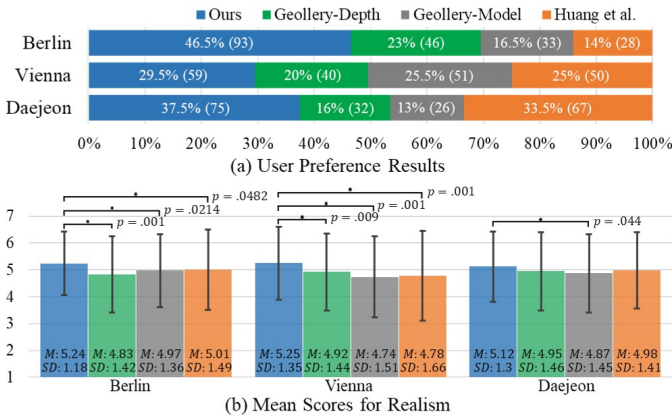 Ours Geollery-Depth Geollery-Model Huang et al.
Berlin 46.5% (93) 23% (46) 16.5% (33) 14% (28)
Vienna 29.5% (59) 20% (40) 25.5% (51) 25% (50)
Daejeon 37.5% (75) 16% (32) 13% (26) 33.5% (67)
0% 10% 20% 30% 40% 50% 60% 70% 80% 90% 100%
(a) User Preference Results
p = .0482 p = .001
p = .0214 p = .001
p = .001 p = .009 p = .044
7
6
5
4
3
2
1
M: 5.24 M: 4.83 M: 4.97 M: 5.01 M: 5.25 M: 4.92 M: 4.74 M: 4.78 M: 5.12 M: 4.95 M: 4.87 M: 4.98
SD: 1.18 SD: 1.42 SD: 1.36 SD: 1.49 SD: 1.35 SD: 1.44 SD: 1.51 SD: 1.66 SD: 1.3 SD: 1.46 SD: 1.45 SD: 1.41
Berlin Vienna Daejeon
(b) Mean Scores for Realism